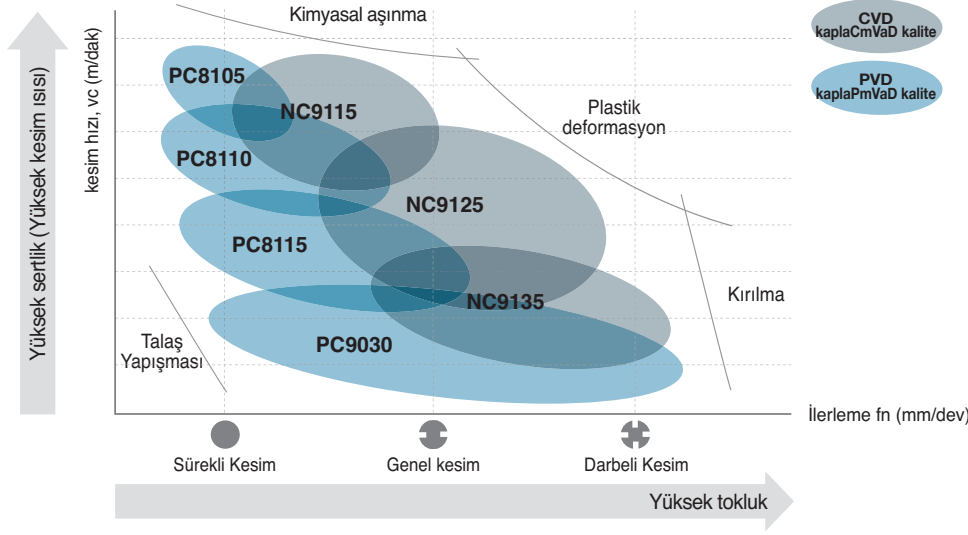 Kimyasal aşınma
CVD
kaplaCmVaD kalite
PVD
kaplaPmVaD kalite
Yüksek sertlik (Yüksek kesim ısısı)
kesim hızı, vc (m/dak)
PC8105
NC9115
Plastik
deformasyon
PC8110
NC9125
PC8115
NC9135
Kırılma
PC9030
Talaş
Yapışması
İlerleme fn (mm/dev)
Sürekli Kesim
Genel kesim
Darbeli Kesim
Yüksek tokluk